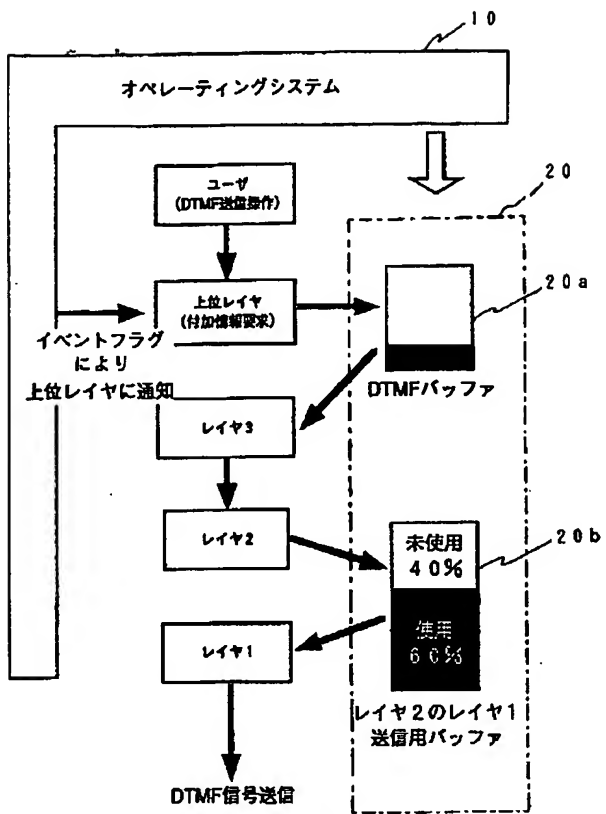 10
オペレーティングシステム
20
ユーザ
(DTMF送信操作)
20a
上位レイヤ
(付加情報要求)
イベントフラグ
により
上位レイヤに通知
DTMFバッファ
レイヤ3
レイヤ2
未使用
40%
20b
使用
60%
レイヤ1
レイヤ2のレイヤ1
送信用バッファ
DTMF信号送信